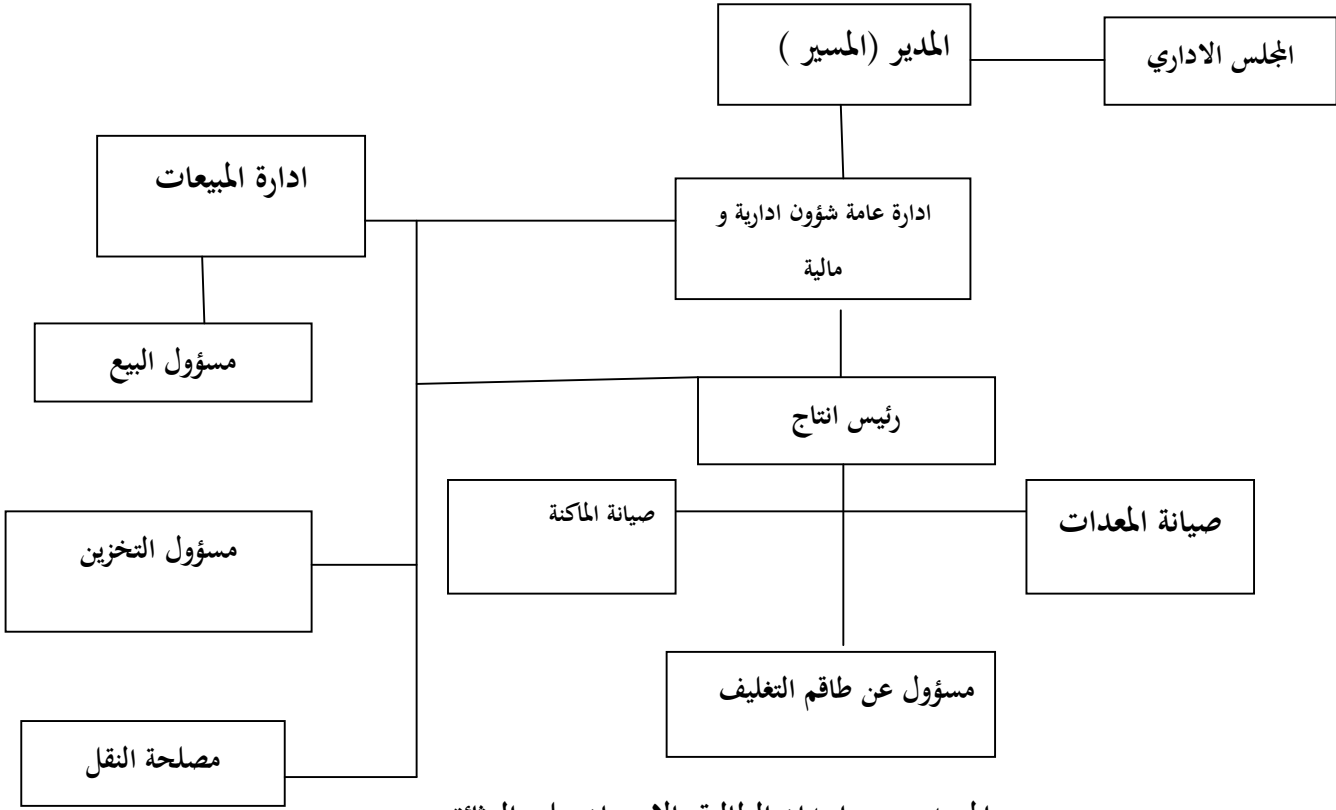 المدير (المسير )
المجلس الاداري
ادارة المبيعات
ادارة عامة شؤون ادارية و
مالية
مسؤول البيع
رئيس انتاج
صيانة المعدات
صيانة الماكنة
مسؤول التخزين
مسؤول عن طاقم التغليف
مصلحة النقل